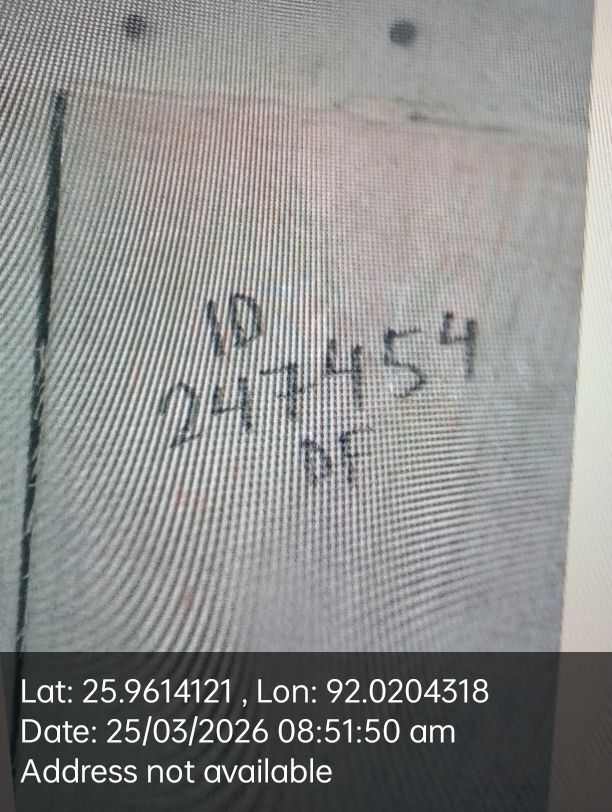 ID
247454
DF
Lat: 25.9614121 , Lon: 92.0204318
Date: 25/03/2026 08:51:50 am
Address not available